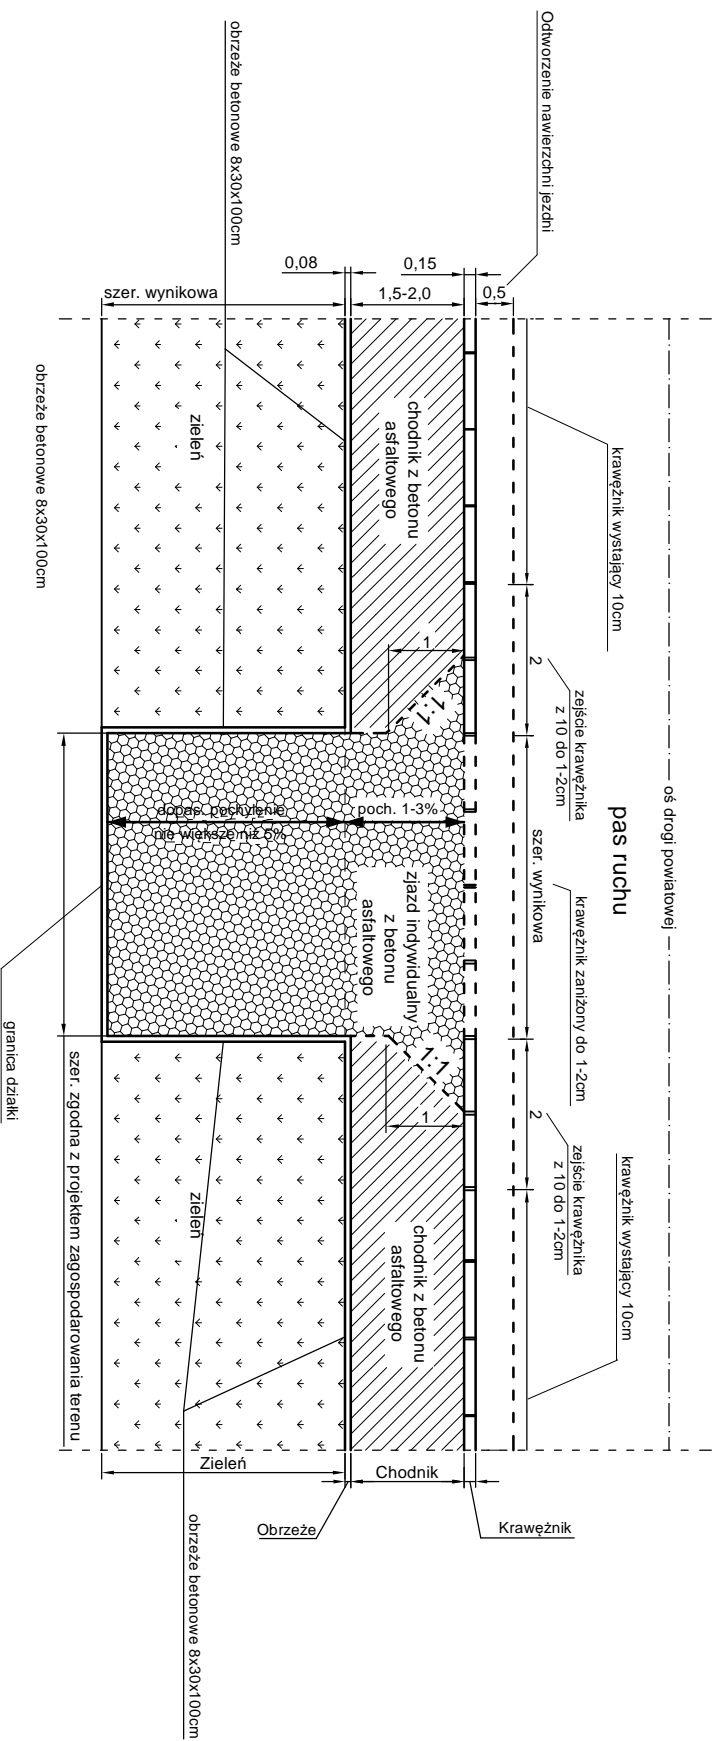 Odtworzenie nawierzchni jezdni
obrzeże betonowe 8x30x100cm
obrzeże betonowe 8x30x100cm
0,08
0,15
szer. wynikowa
1,5-2,0
0,5
oś drogi powiatowej
pas ruchu
krawężnik wystający 10cm
zejście krawężnika
z 10 do 1-2cm
krawężnik zaniżony do 1-2cm
zejście krawężnika
z 10 do 1-2cm
krawężnik wystający 10cm
2
szer. wynikowa
2
chodnik z betonu
asfaltowego
1
1:1
zjazd indywidualny
z betonu
asfaltowego
1:1
1
chodnik z betonu
asfaltowego
poch. 1-3%
dopas. pochylenie
nie większe niż 5%
zieleń
zieleń
szer. zgodna z projektem zagospodarowania terenu
granica działki
Zieleń
Chodnik
Obrzeże
Krawężnik
obrzeże betonowe 8x30x100cm